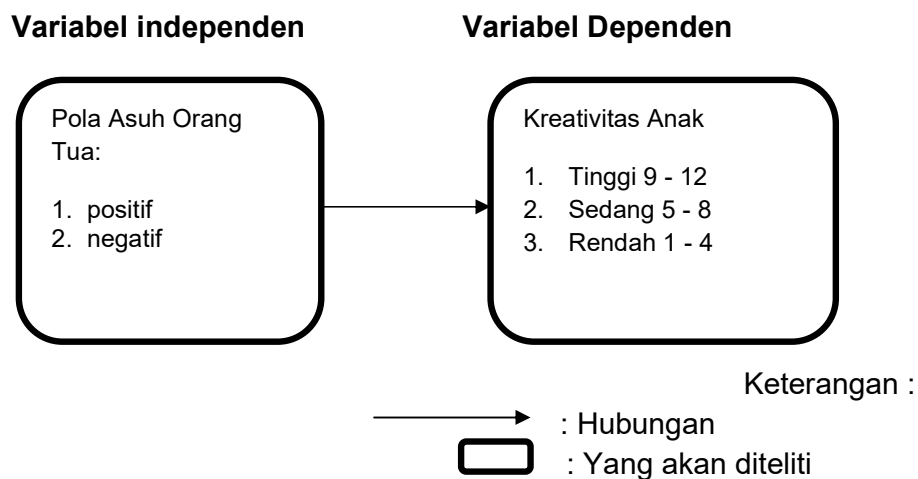 Variabel independen
Variabel Dependen
Pola Asuh Orang
Tua:
1. positif
2. negatif
Kreativitas Anak
1. Tinggi 9 - 12
2. Sedang 5 - 8
3. Rendah 1 - 4
Keterangan :
: Hubungan
: Yang akan diteliti